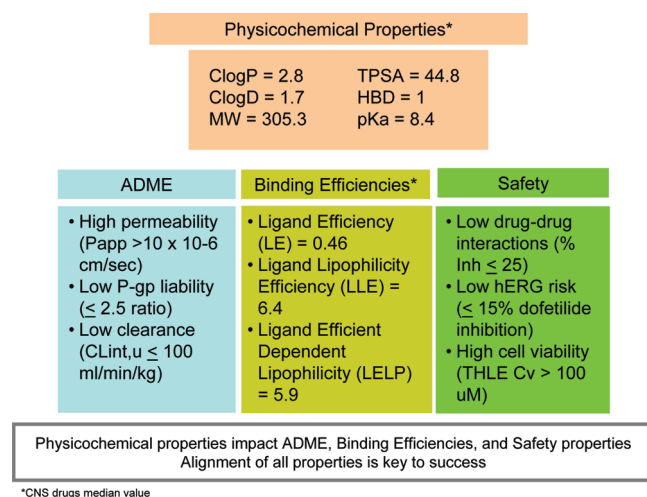 Physicochemical Properties*
ClogP = 2.8
ClogD = 1.7
MW = 305.3
TPSA = 44.8
HBD = 1
pKa = 8.4
ADME
• High permeability
(Papp >10 x 10-6
cm/sec)
• Low P-gp liability
(≤ 2.5 ratio)
• Low clearance
(CLint,u ≤ 100
ml/min/kg)
Binding Efficiencies*
• Ligand Efficiency
(LE) = 0.46
• Ligand Lipophilicity
Efficiency (LLE) =
6.4
• Ligand Efficient
Dependent
Lipophilicity (LELP)
= 5.9
Safety
• Low drug-drug
interactions (%
Inh ≤ 25)
• Low hERG risk
(≤ 15% dofetilide
inhibition)
• High cell viability
(THLE Cv > 100
uM)
Physicochemical properties impact ADME, Binding Efficiencies, and Safety properties
Alignment of all properties is key to success
*CNS drugs median value